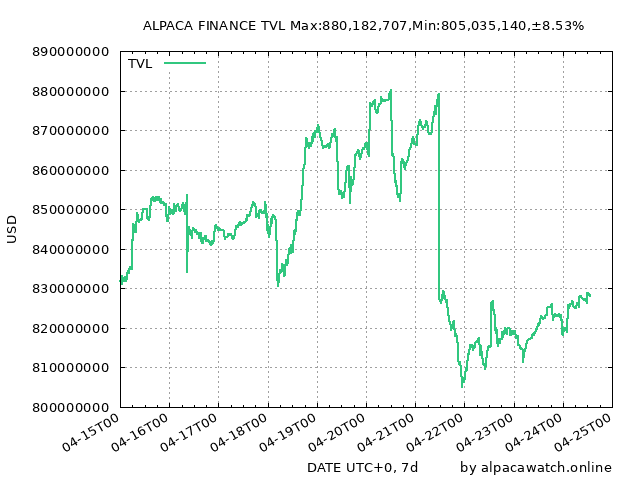 ALPACA FINANCE TVL Max:880,182,707,Min:805,035,140,±8.53%
890000000
880000000
870000000
860000000
850000000
840000000
830000000
820000000
810000000
800000000
USD
TVL
04-15T00
04-16T00
04-17T00
04-18T00
04-19T00
04-20T00
04-21T00
04-22T00
04-23T00
04-24T00
04-25T00
DATE UTC+0, 7d
by alpacawatch.online